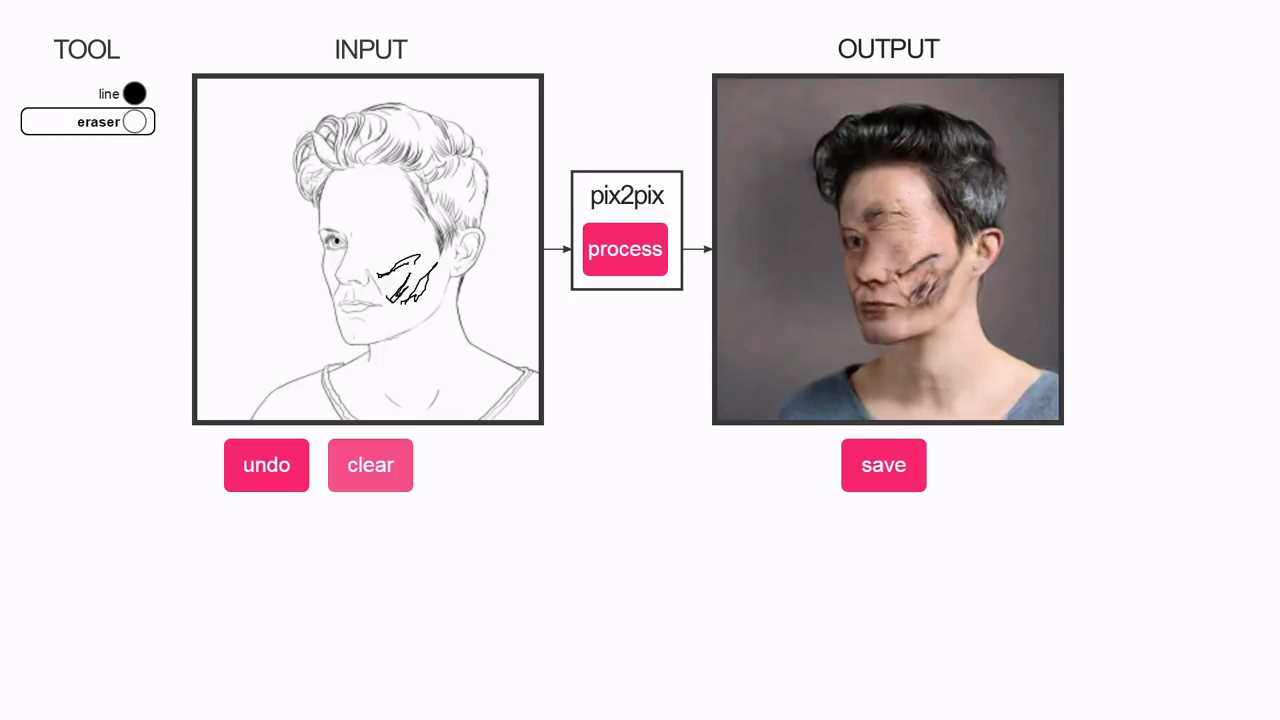 TOOL
INPUT
OUTPUT
line
eraser
pix2pix
process
undo
clear
save